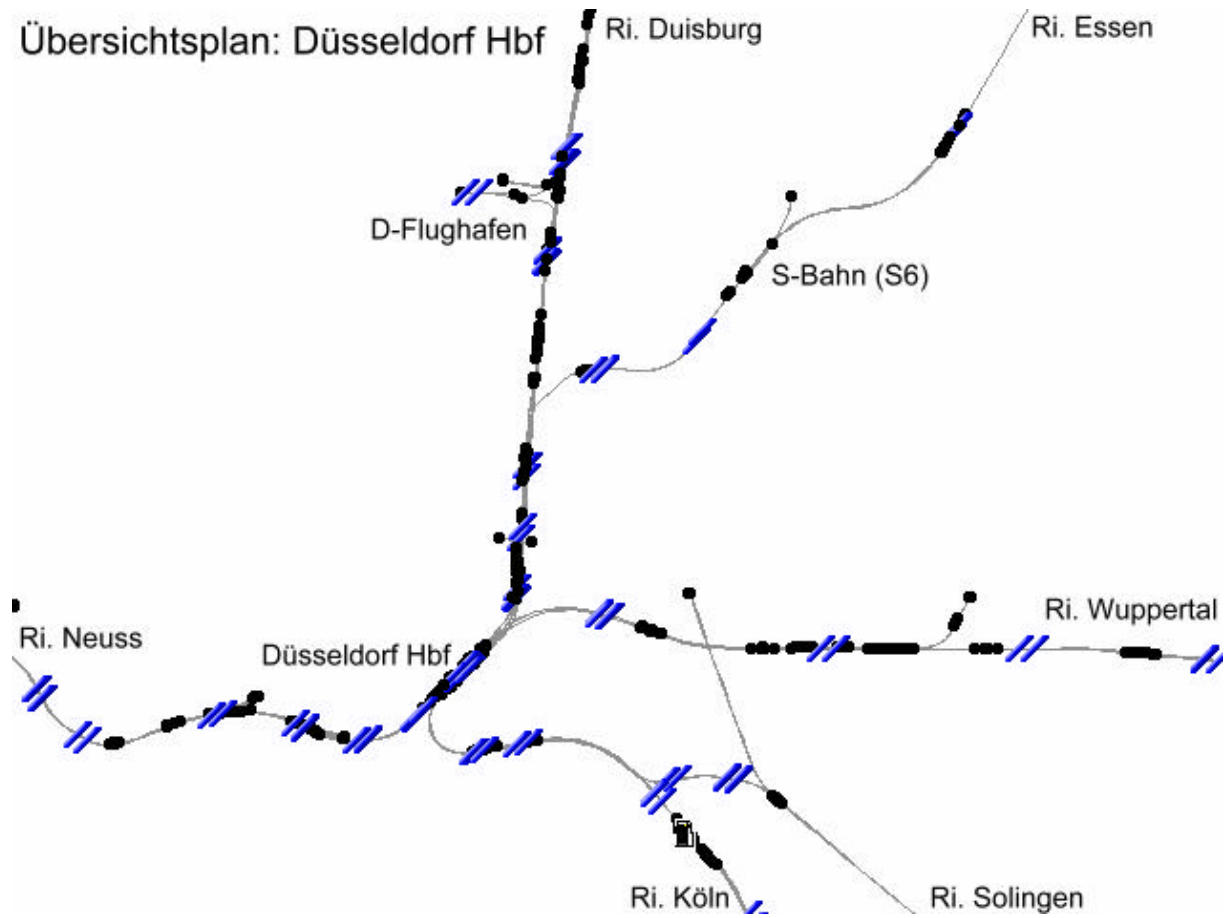 Übersichtsplan: Düsseldorf Hbf
Ri. Duisburg
Ri. Essen
D-Flughafen
S-Bahn (S6)
Ri. Neuss
Düsseldorf Hbf
Ri. Wuppertal
Ri. Köln
Ri. Solingen